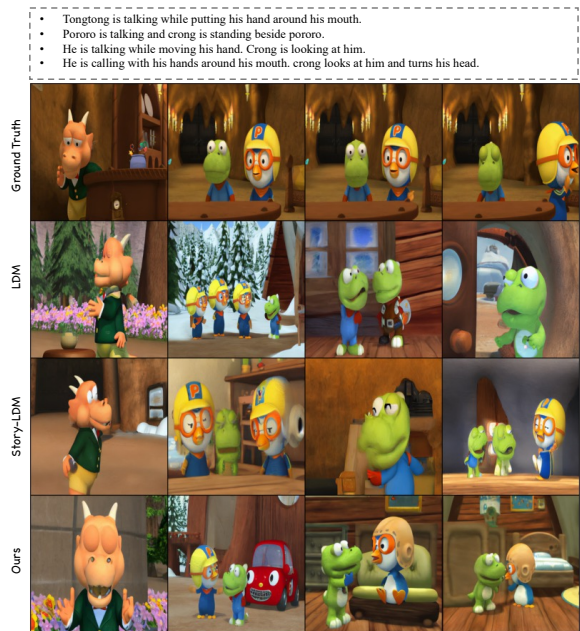 • Tongtong is talking while putting his hand around his mouth.
• Pororo is talking and crong is standing beside pororo.
• He is talking while moving his hand. Crong is looking at him.
• He is calling with his hands around his mouth. crong looks at him and turns his head.
Ground Truth
P
P
P
LDM
Story-LDM
P
P
Ours